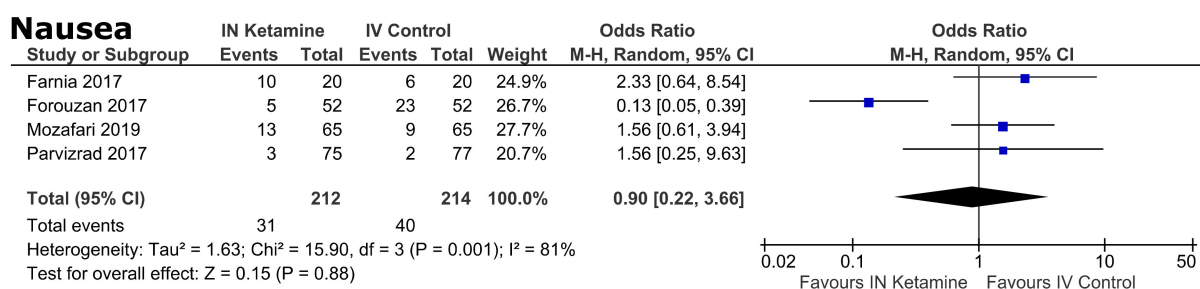 Nausea IN Ketamine IV Control Odds Ratio Odds Ratio
Study or Subgroup Events Total Events Total Weight M-H, Random, 95% CI M-H, Random, 95% CI
Farnia 2017 10 20 6 20 24.9% 2.33 [0.64, 8.54]
Forouzan 2017 5 52 23 52 26.7% 0.13 [0.05, 0.39]
Mozafari 2019 13 65 9 65 27.7% 1.56 [0.61, 3.94]
Parvizrad 2017 3 75 2 77 20.7% 1.56 [0.25, 9.63]
Total (95% CI) 212 214 100.0% 0.90 [0.22, 3.66]
Total events 31 40
Heterogeneity: Tau² = 1.63; Chi² = 15.90, df = 3 (P = 0.001); I² = 81%
Test for overall effect: Z = 0.15 (P = 0.88)
0.02 0.1 1 10 50
Favours IN Ketamine Favours IV Control